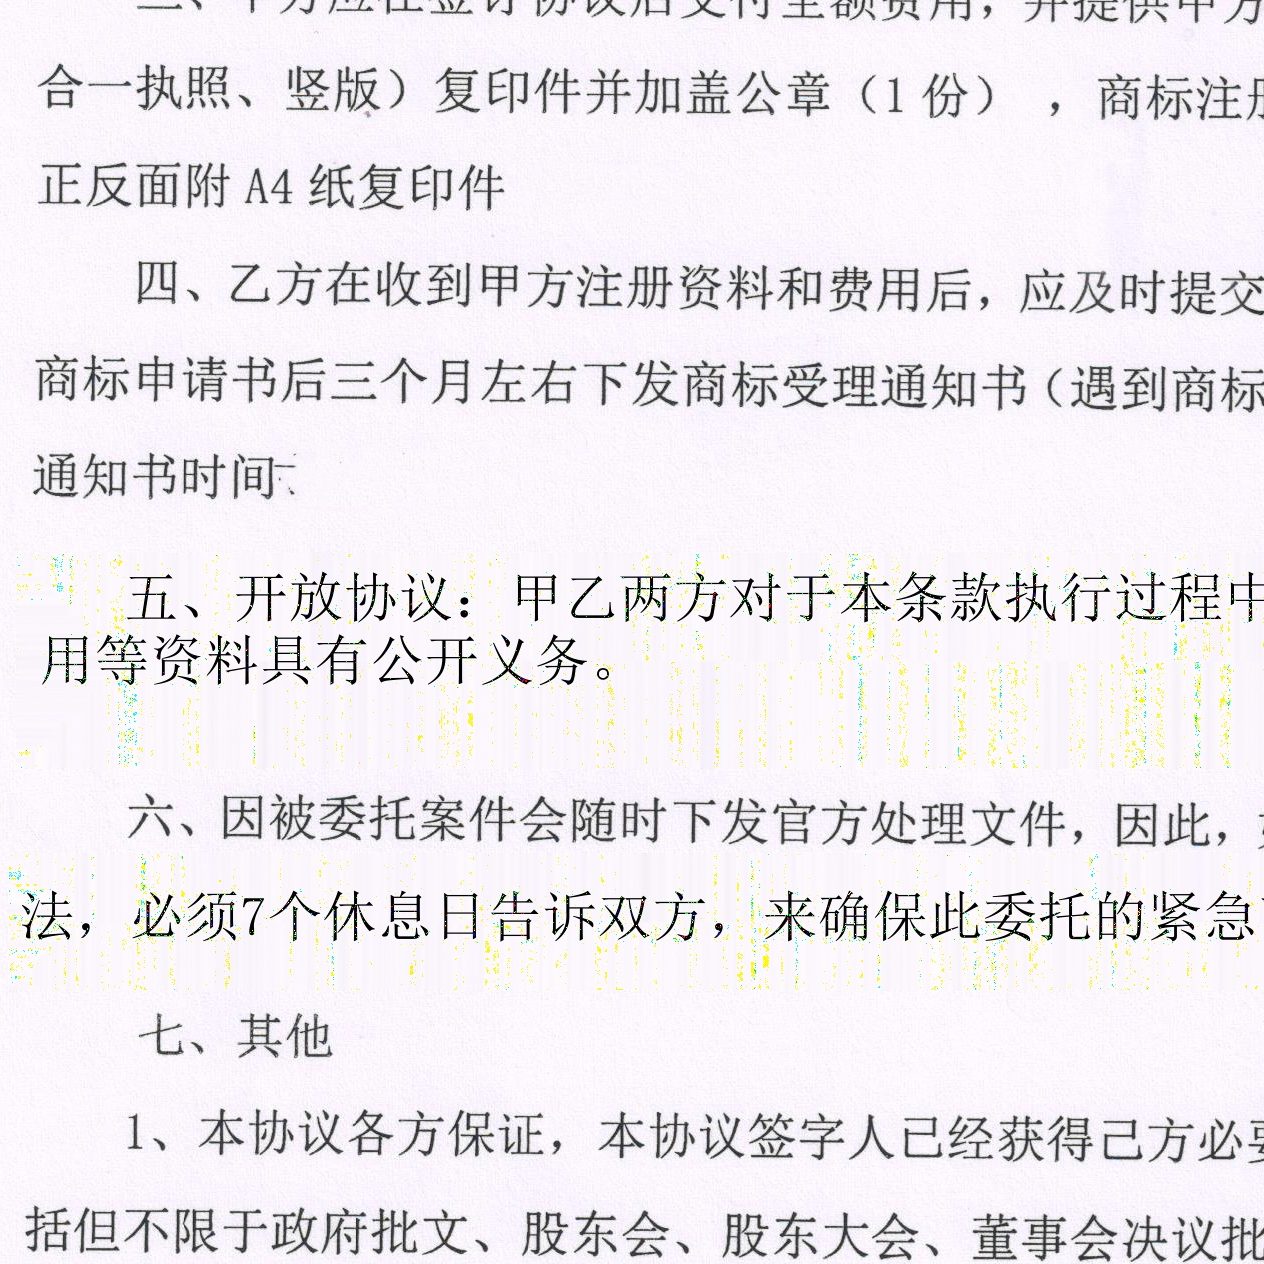 三、甲方应在签订协议后支付全额费用，并提供甲方
合一执照、竖版）复印件并加盖公章（1份），商标注册
正反面附 A4 纸复印件
四、乙方在收到甲方注册资料和费用后，应及时提交
商标申请书后三个月左右下发商标受理通知书（遇到商标
通知书时间
五、开放协议：甲乙两方对于本条款执行过程中
用等资料具有公开义务。
六、因被委托案件会随时下发官方处理文件，因此，
法，必须7个休息日告诉双方，来确保此委托的紧急
七、其他
1、本协议各方保证，本协议签字人已经获得己方必要
括但不限于政府批文、股东会、股东大会、董事会决议批